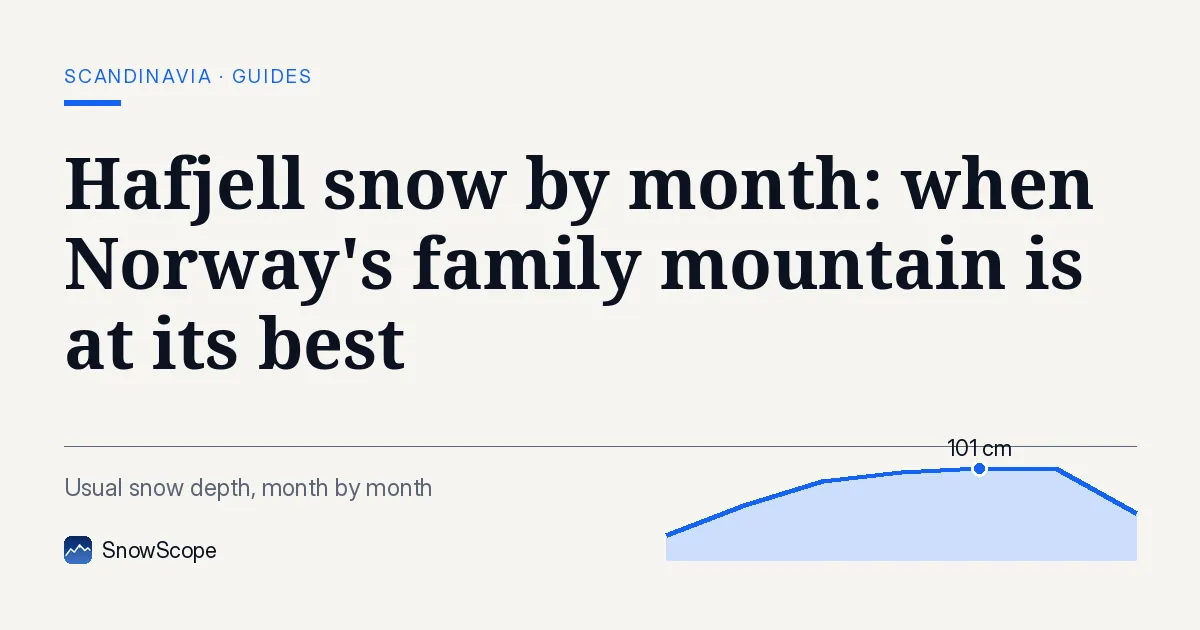 SCANDINAVIA · GUIDES
Hafjell snow by month: when
Norway's family mountain is
at its best
101 cm
Usual snow depth, month by month
SnowScope